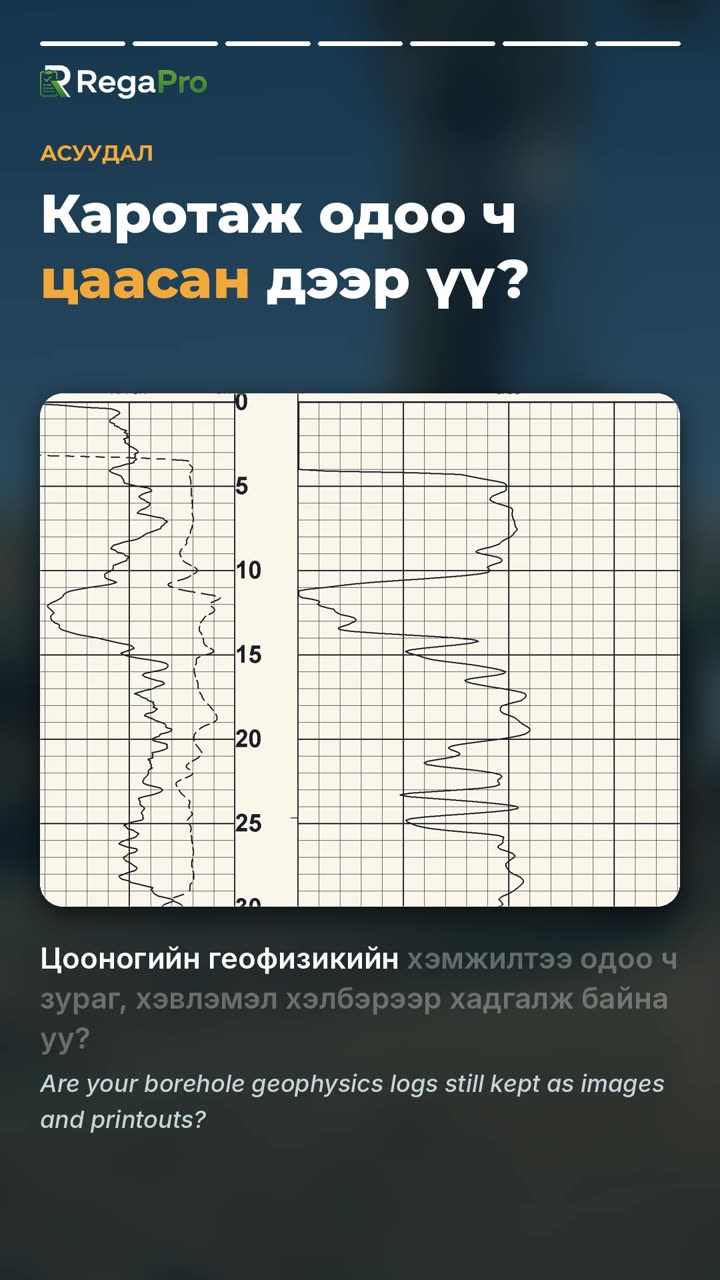 RegaPro
АСУУДАЛ
Каротаж одоо ч
цаасан дээр үү?
0
5
10
15
20
25
30
Цооногийн геофизикийн хэмжилтээ одоо ч
зураг, хэвлэмэл хэлбэрээр хадгалж байна
уу?
Are your borehole geophysics logs still kept as images
and printouts?